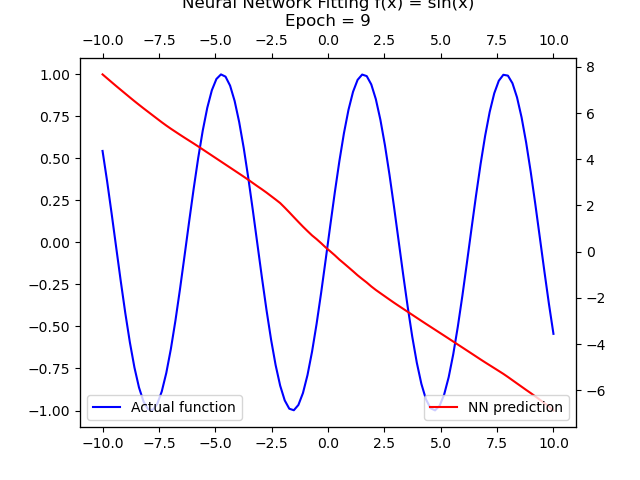 Neural Network Fitting f(x) = sin(x)
Epoch = 9
−10.0 −7.5 −5.0 −2.5 0.0 2.5 5.0 7.5 10.0
1.00
0.75
0.50
0.25
0.00
−0.25
−0.50
−0.75
−1.00
8
6
4
2
0
−2
−4
−6
Actual function
NN prediction
−10.0 −7.5 −5.0 −2.5 0.0 2.5 5.0 7.5 10.0